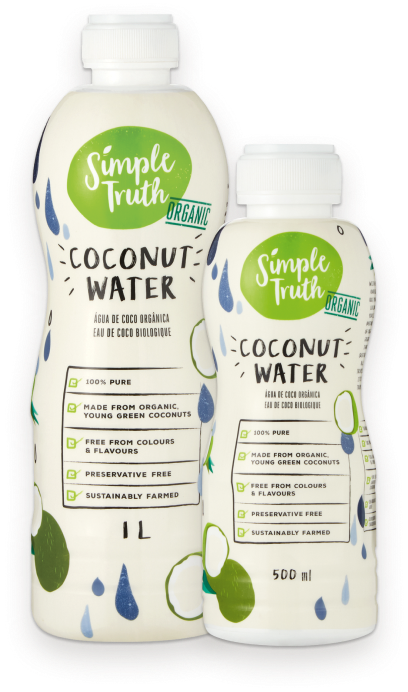 Simple
Truth
ORGANIC
COCONUT
WATER
ÁGUA DE COCO ORGÂNICA
EAU DE COCO BIOLOGIQUE
100% PURE
MADE FROM ORGANIC,
YOUNG GREEN COCONUTS
FREE FROM COLOURS
& FLAVOURS
PRESERVATIVE FREE
SUSTAINABLY FARMED
1 L
Simple
Truth
ORGANIC
COCONUT
WATER
ÁGUA DE COCO ORGÂNICA
EAU DE COCO BIOLOGIQUE
100% PURE
MADE FROM ORGANIC,
YOUNG GREEN COCONUTS
FREE FROM COLOURS
& FLAVOURS
PRESERVATIVE FREE
SUSTAINABLY FARMED
500 ml